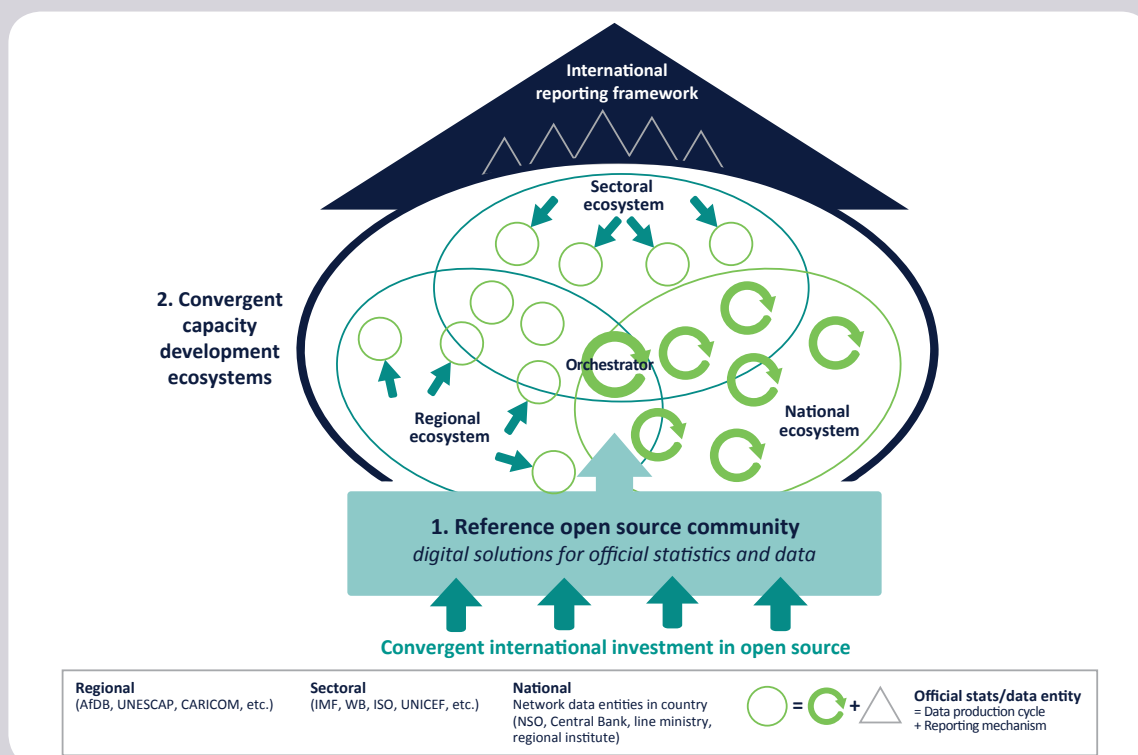 International
reporting framework
Sectoral
ecosystem
2. Convergent
capacity
development
ecosystems
Orchestrator
Regional
ecosystem
National
ecosystem
1. Reference open source community
digital solutions for official statistics and data
Convergent international investment in open source
Regional
(AfDB, UNESCAP, CARICOM, etc.)
Sectoral
(IMF, WB, ISO, UNICEF, etc.)
National
Network data entities in country
(NSO, Central Bank, line ministry,
regional institute)
= +
Official stats/data entity
= Data production cycle
+ Reporting mechanism